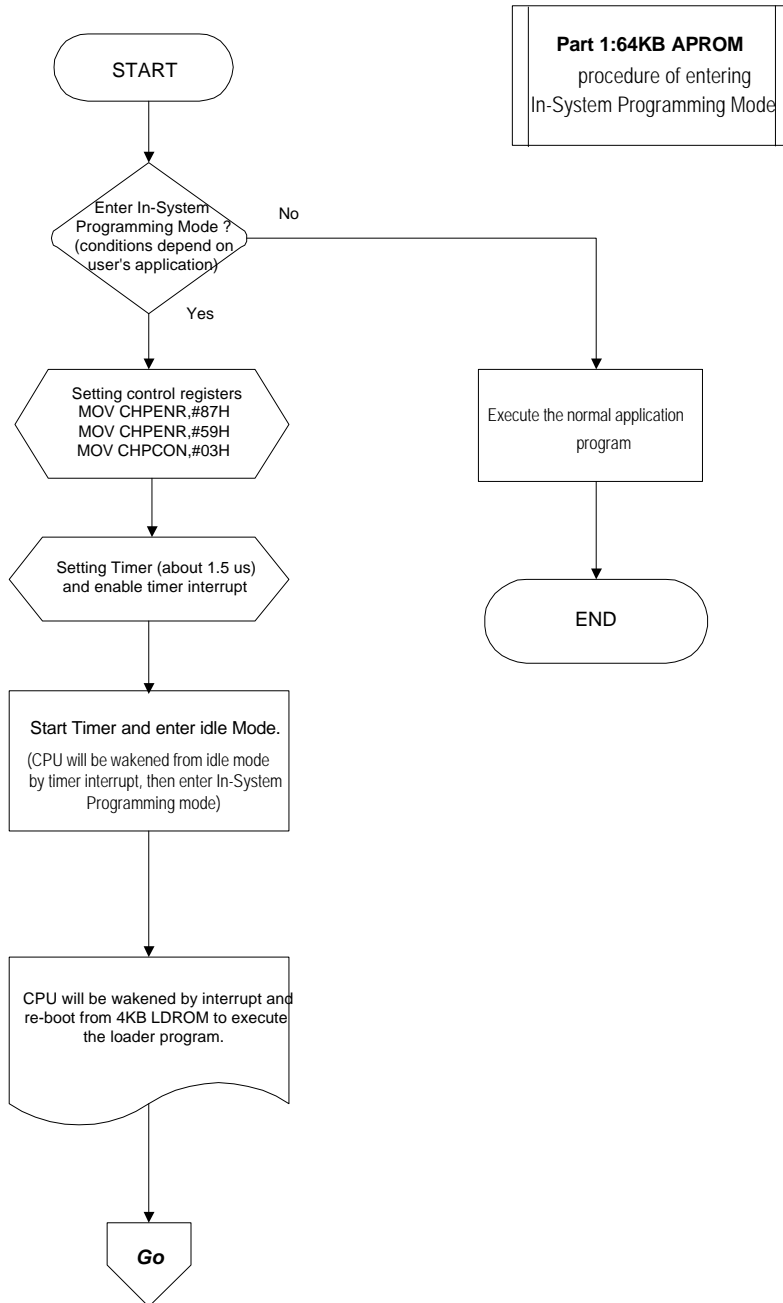 START
Part 1:64KB APROM
procedure of entering
In-System Programming Mode
Enter In-System
Programming Mode ?
(conditions depend on
user's application)
No
Yes
Setting control registers
MOV CHPENR,#87H
MOV CHPENR,#59H
MOV CHPCON,#03H
Execute the normal application
program
Setting Timer (about 1.5 us)
and enable timer interrupt
END
Start Timer and enter idle Mode.
(CPU will be wakened from idle mode
by timer interrupt, then enter In-System
Programming mode)
CPU will be wakened by interrupt and
re-boot from 4KB LDROM to execute
the loader program.
Go